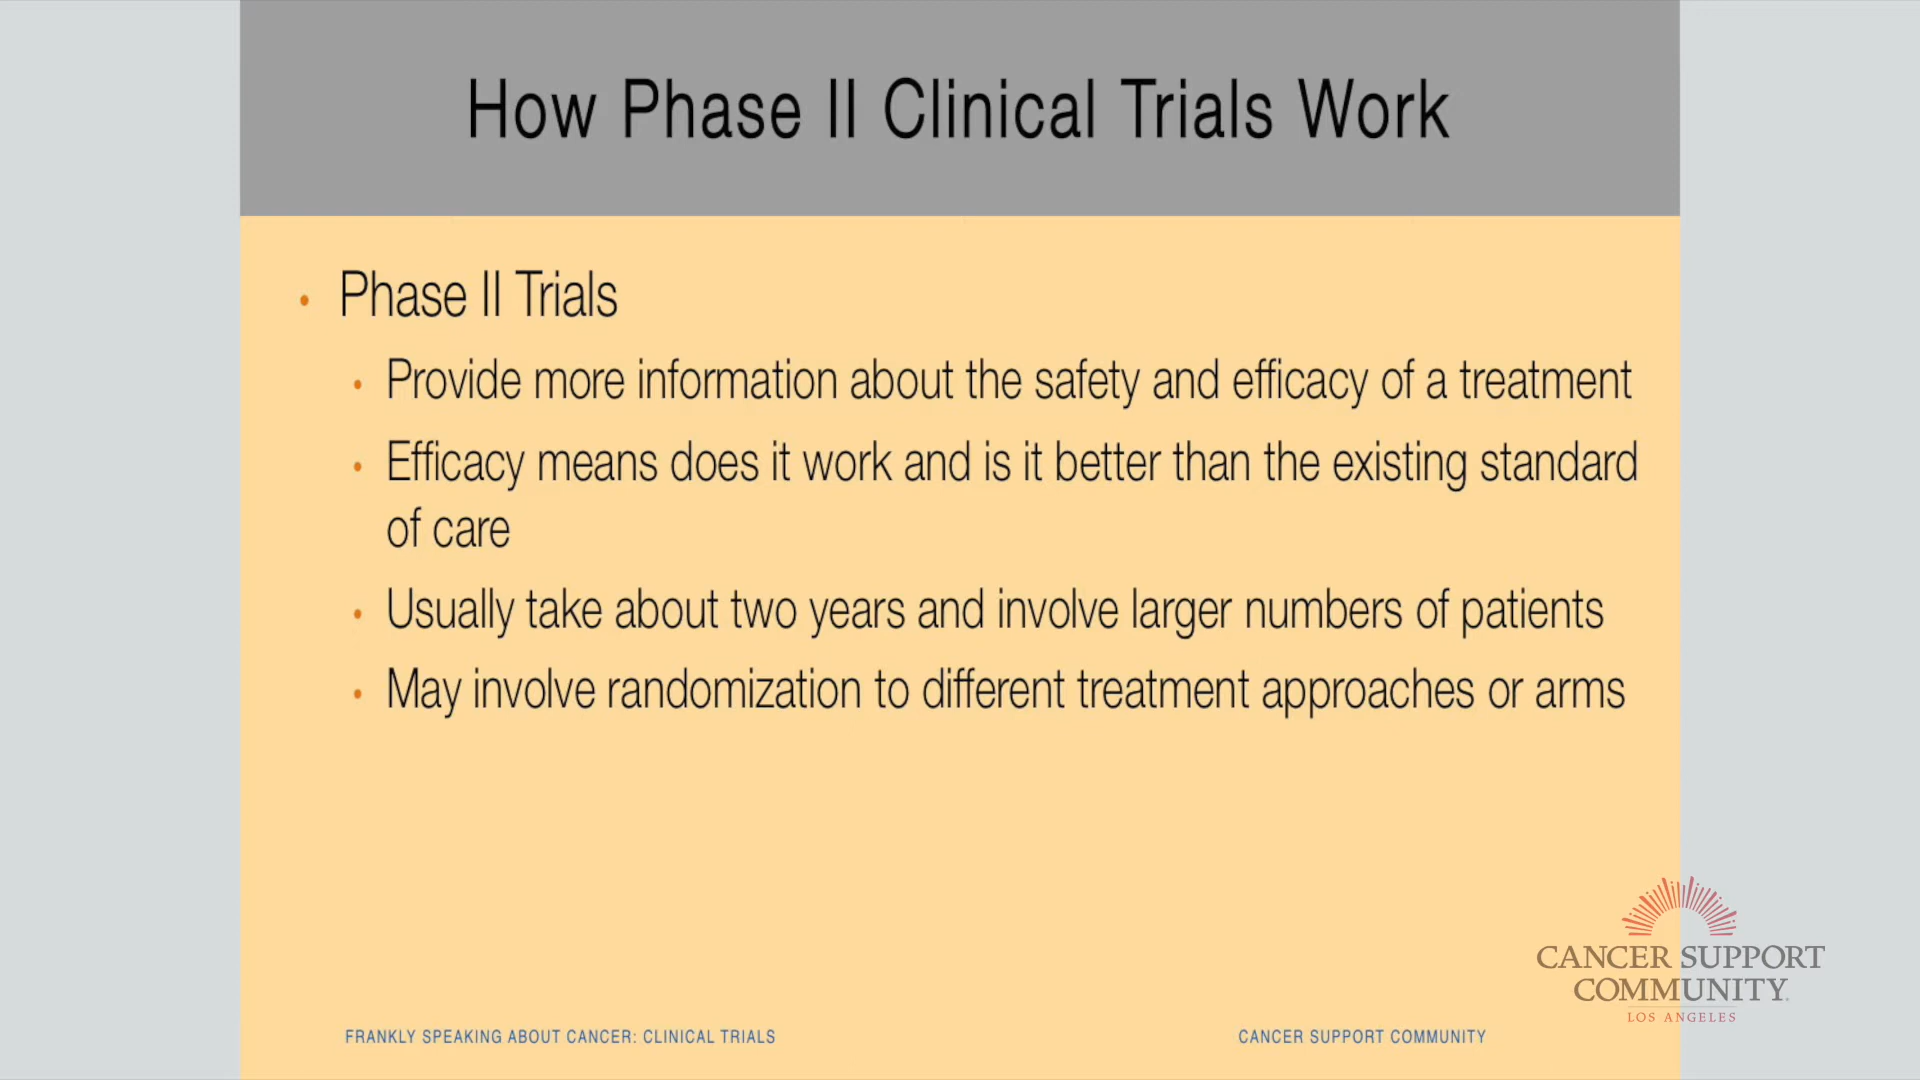 How Phase II Clinical Trials Work
• Phase II Trials
• Provide more information about the safety and efficacy of a treatment
• Efficacy means does it work and is it better than the existing standard
of care
• Usually take about two years and involve larger numbers of patients
• May involve randomization to different treatment approaches or arms
CANCER SUPPORT
COMMUNITY
LOS ANGELES
FRANKLY SPEAKING ABOUT CANCER: CLINICAL TRIALS
CANCER SUPPORT COMMUNITY